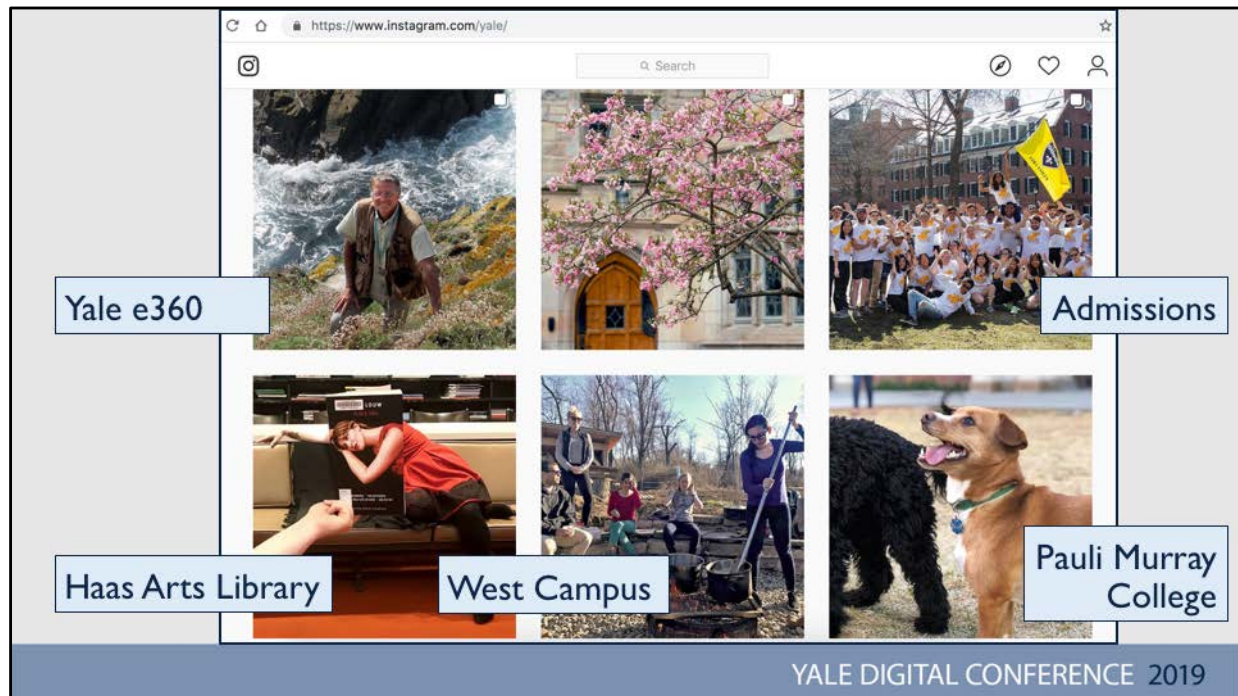 https://www.instagram.com/yale/
Search
Yale e360
Admissions
LOUW
Haas Arts Library
West Campus
Pauli Murray
College
YALE DIGITAL CONFERENCE 2019